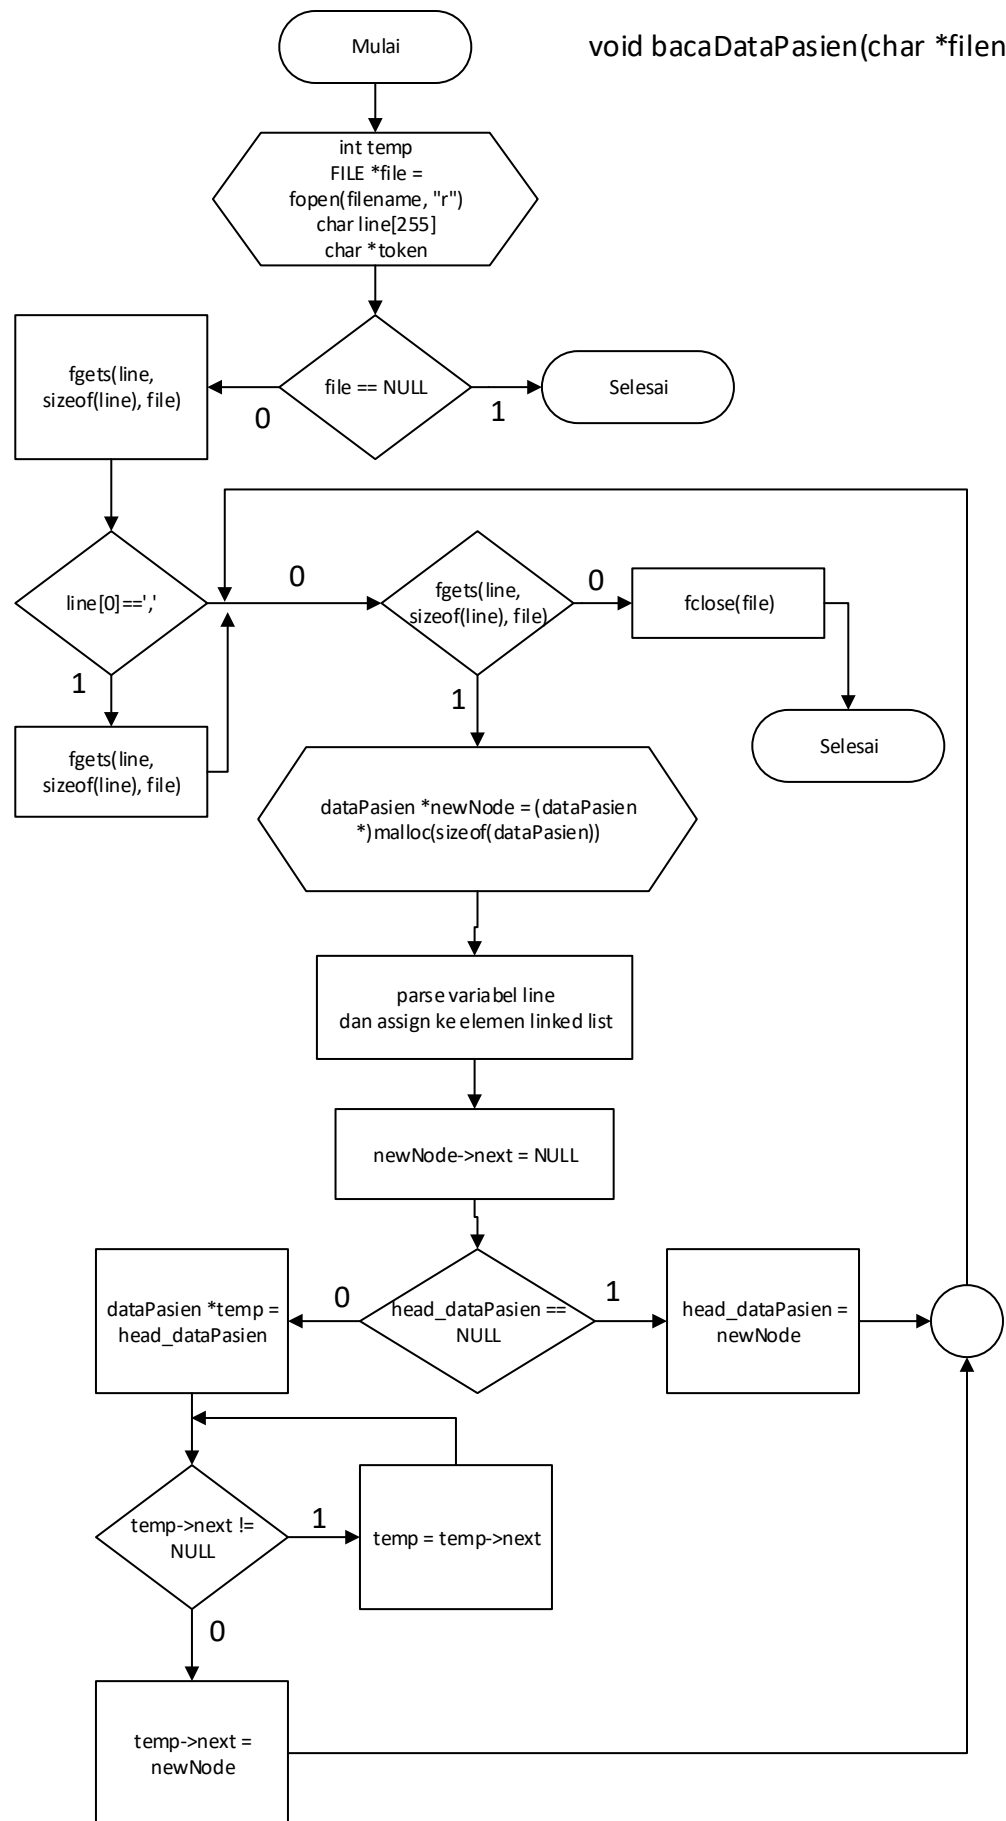 Mulai
void bacaDataPasien(char *filen
int temp
FILE *file =
fopen(filename, "r")
char line[255]
char *token
file == NULL
0
1
Selesai
fgets(line,
sizeof(line), file)
line[0]==','
0
1
fgets(line,
sizeof(line), file)
fgets(line,
sizeof(line), file)
0
1
fclose(file)
Selesai
dataPasien *newNode = (dataPasien
*)malloc(sizeof(dataPasien))
parse variabel line
dan assign ke elemen linked list
newNode->next = NULL
head_dataPasien ==
NULL
0
1
dataPasien *temp =
head_dataPasien
head_dataPasien =
newNode
temp->next !=
NULL
1
temp = temp->next
0
temp->next =
newNode